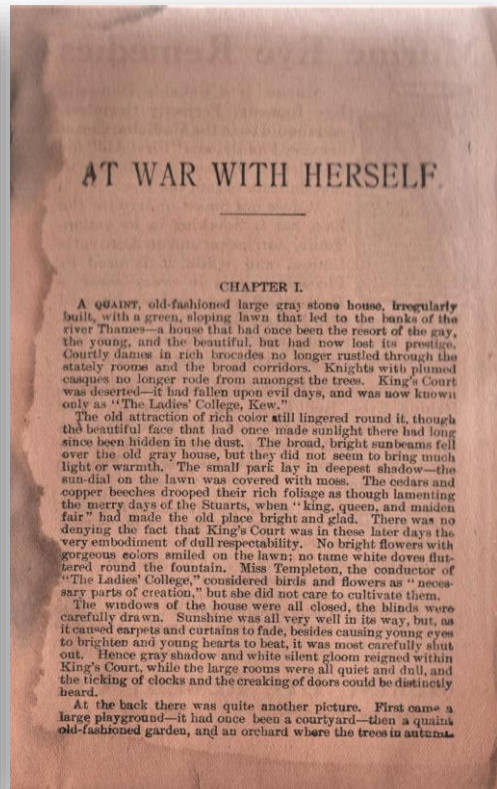 AT WAR WITH HERSELF.
CHAPTER I.
A QUAINT, old-fashioned large gray stone house, irregularly
built, with a green, sloping lawn that led to the banks of the
river Thames—a house that had once been the resort of the gay,
the young, and the beautiful, but had now lost its prestige.
Courtly dames in rich brocades no longer rustled through the
stately rooms and the broad corridors. Knights with plumed
casques no longer rode from amongst the trees. King's Court
was deserted—it had fallen upon evil days, and was now known
only as "The Ladies' College, Kew."
The old attraction of rich color still lingered round it, though
the beautiful face that had once made sunlight there had long
since been hidden in the dust. The broad, bright sunbeams fell
over the old gray house, but they did not seem to bring much
light or warmth. The small park lay in deepest shadow—the
sun-dial on the lawn was covered with moss. The cedars and
copper beeches drooped their rich foliage as though lamenting
the merry days of the Stuarts, when "king, queen, and maiden
fair" had made the old place bright and glad. There was no
denying the fact that King's Court was in these later days the
very embodiment of dull respectability. No bright flowers with
gorgeous colors smiled on the lawn; no tame white doves flut-
tered round the fountain. Miss Templeton, the conductor of
"The Ladies' College," considered birds and flowers as "neces-
sary parts of creation," but she did not care to cultivate them.
The windows of the house were all closed, the blinds were
carefully drawn. Sunshine was all very well in its way, but, as
it caused carpets and curtains to fade, besides causing young eyes
to brighten and young hearts to beat, it was most carefully shut
out. Hence gray shadow and white silent gloom reigned within
King's Court, while the large rooms were all quiet and dull, and
the ticking of clocks and the creaking of doors could be distinctly
heard.
At the back there was quite another picture. First came a
large playground—it had once been a courtyard—then a quaint
old-fashioned garden, and an orchard where the trees in autumn